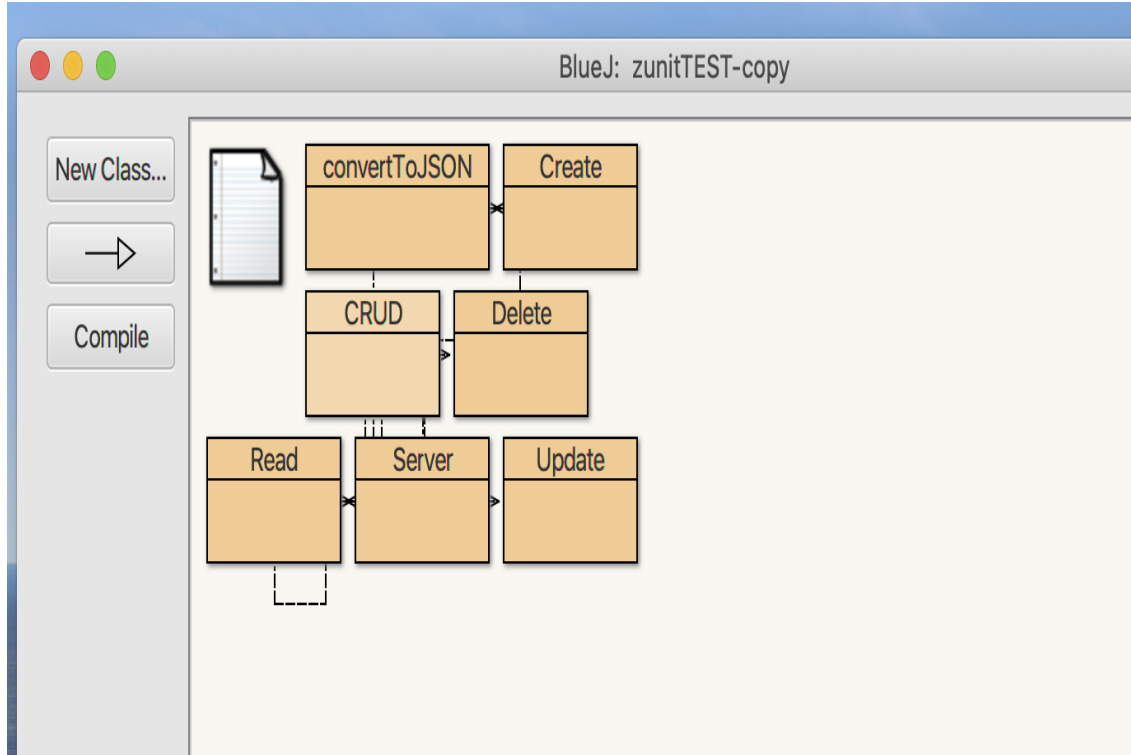 BlueJ: zunitTEST-copy
New Class...
Compile
convertToJSON
Create
CRUD
Delete
Read
Server
Update